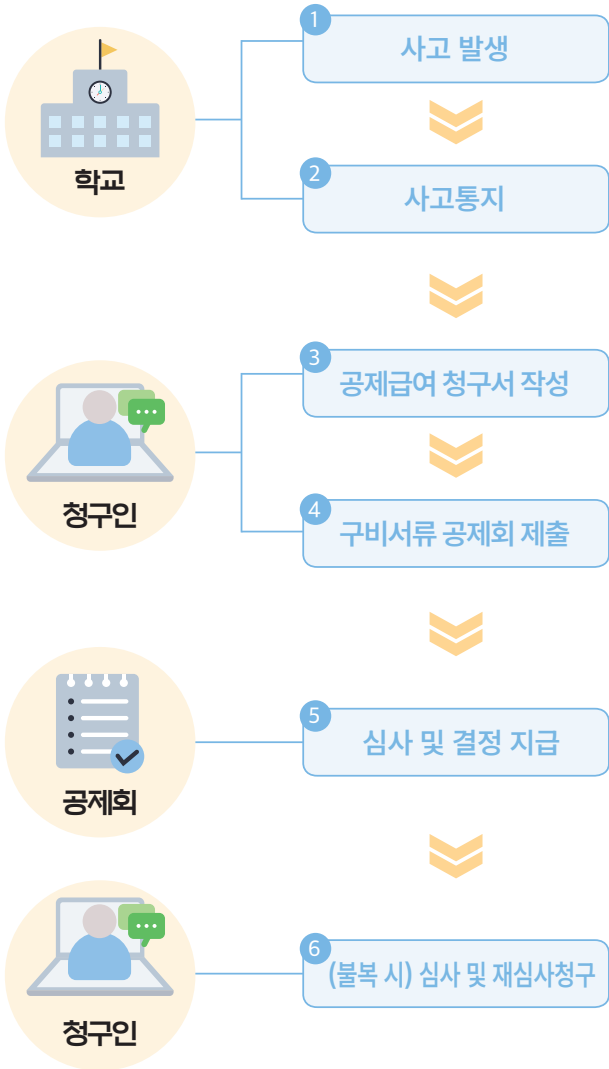 1
사고 발생
2
사고통지
학교
3
공제급여 청구서 작성
4
구비서류 공제회 제출
청구인
5
심사 및 결정 지급
공제회
6
(불복 시) 심사 및 재심사청구
청구인